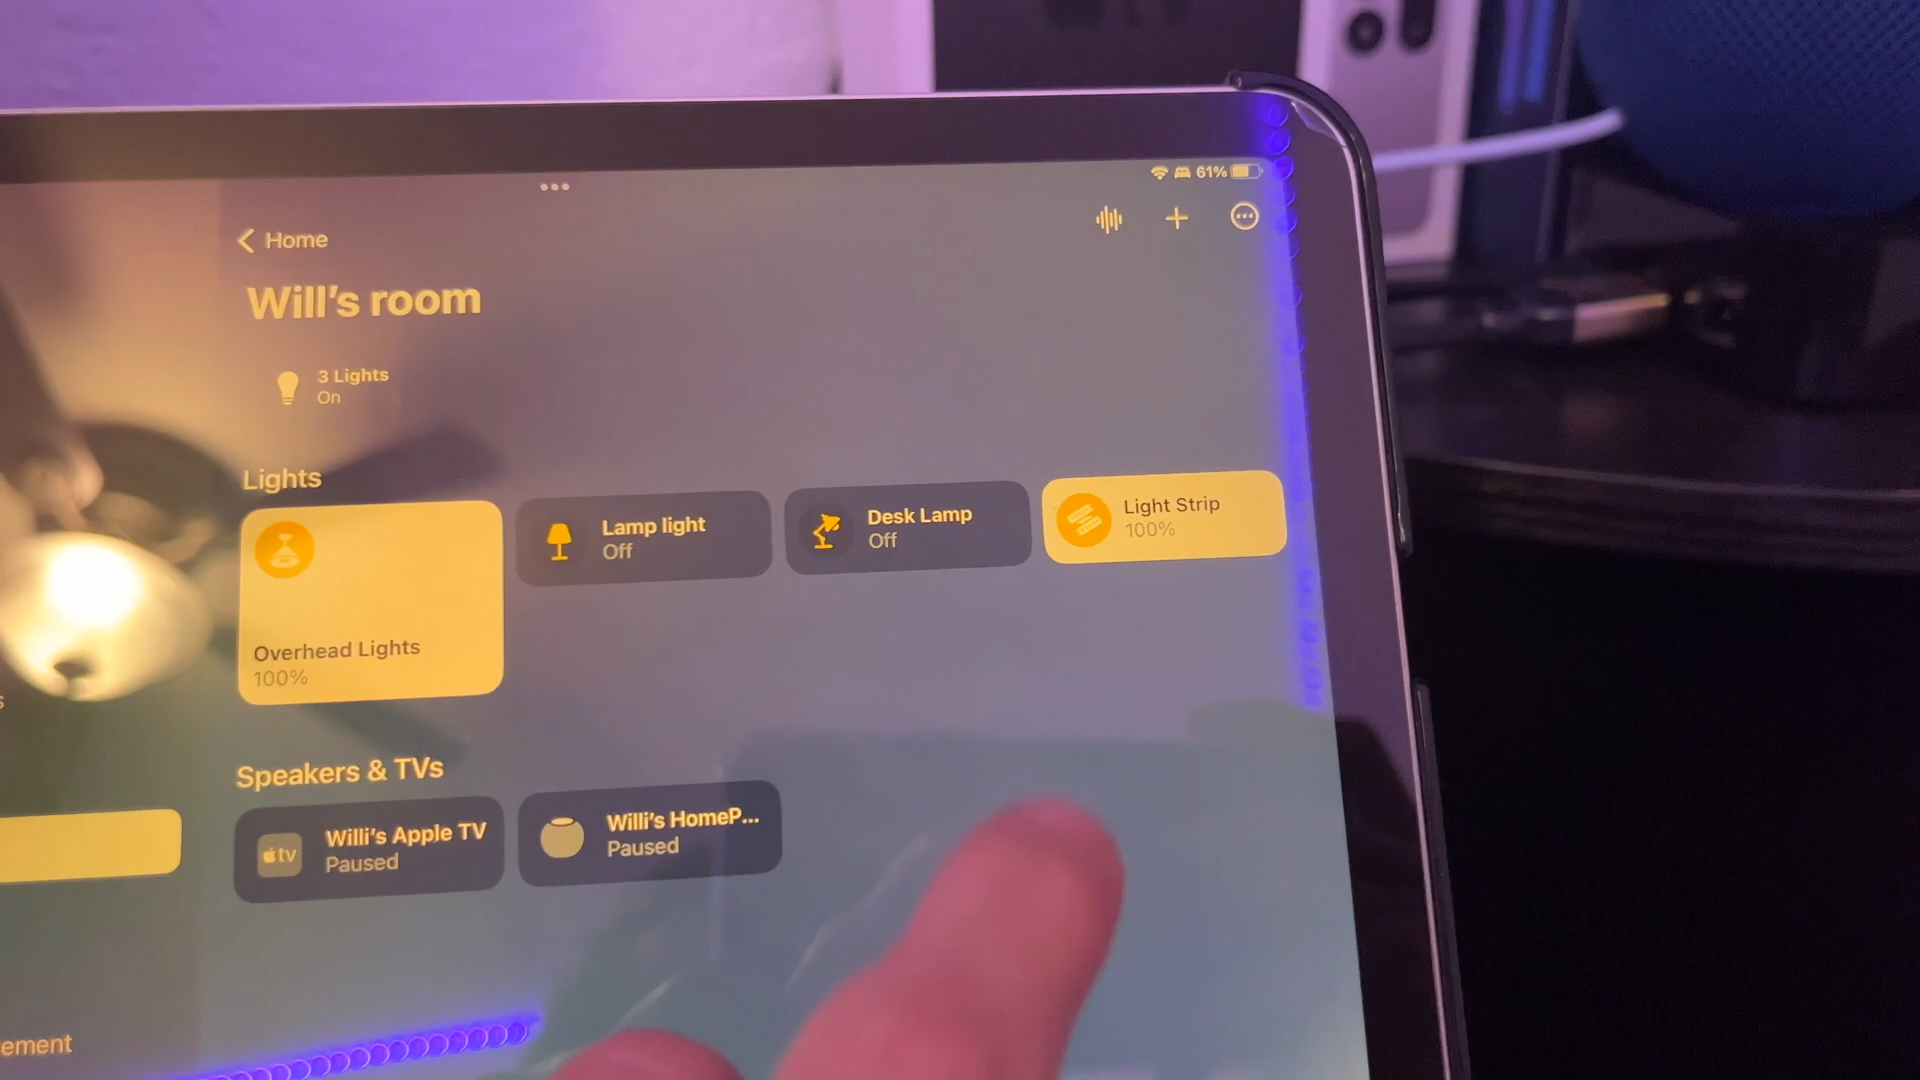 61%
Home
Will's room
3 Lights
On
Lights
Overhead Lights
100%
Lamp light
Off
Desk Lamp
Off
Light Strip
100%
Speakers & TVs
tv
Willi's Apple TV
Paused
Willi's HomeP...
Paused
ement